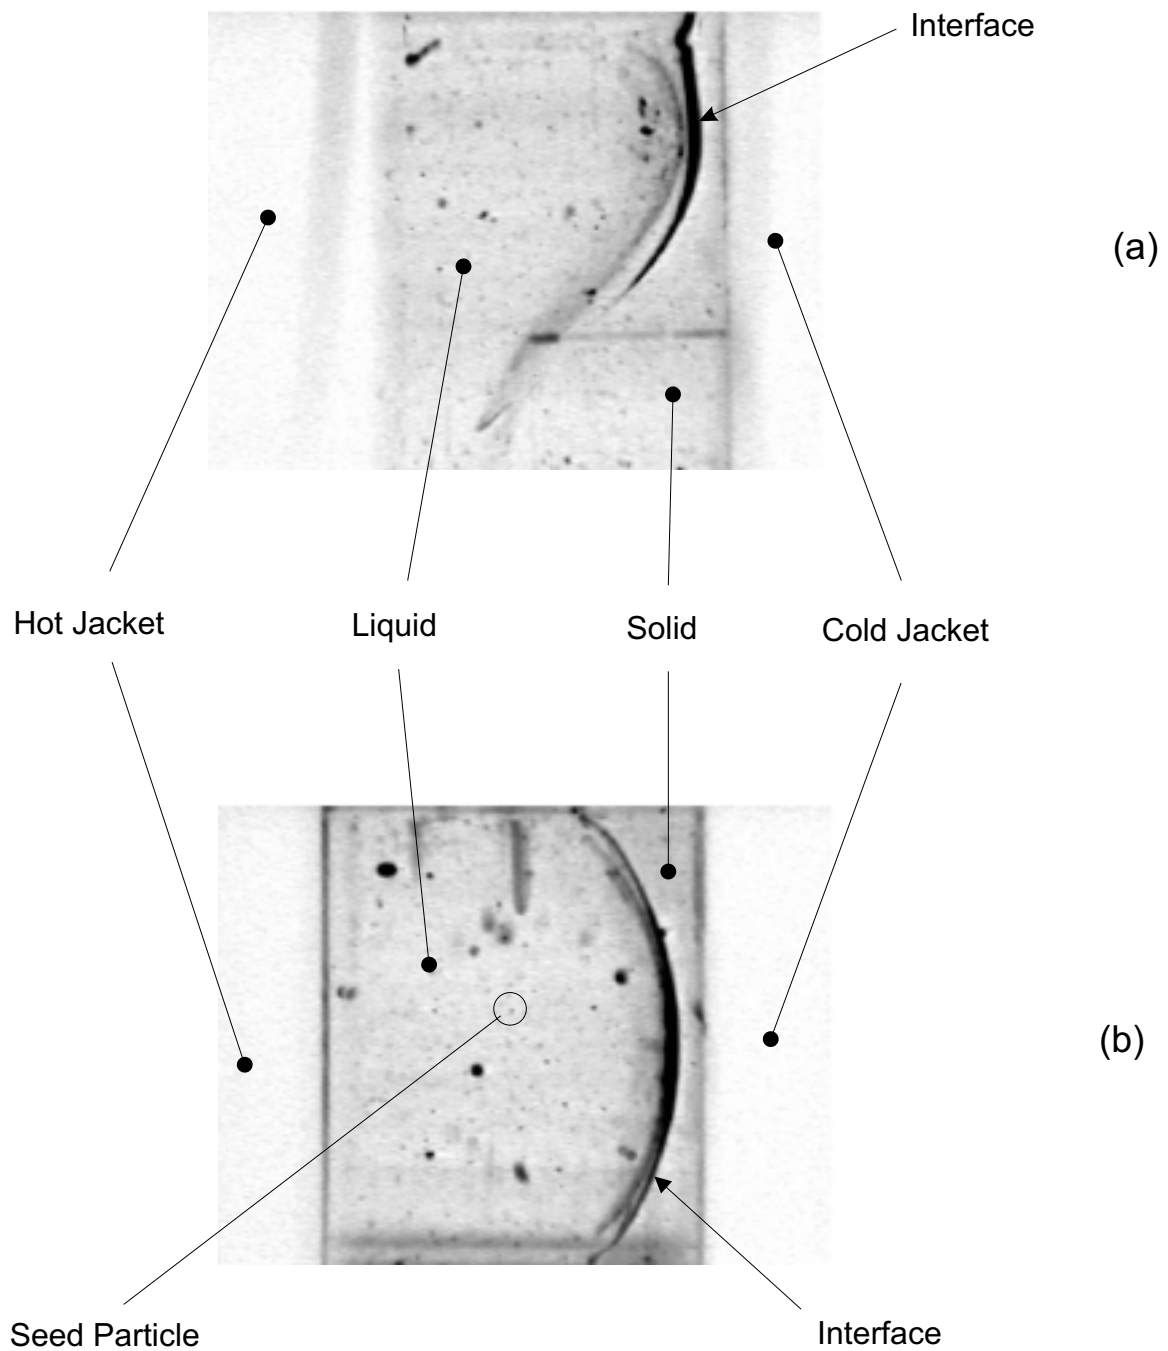 Interface
(a)
Hot Jacket
Liquid
Solid
Cold Jacket
(b)
Seed Particle
Interface